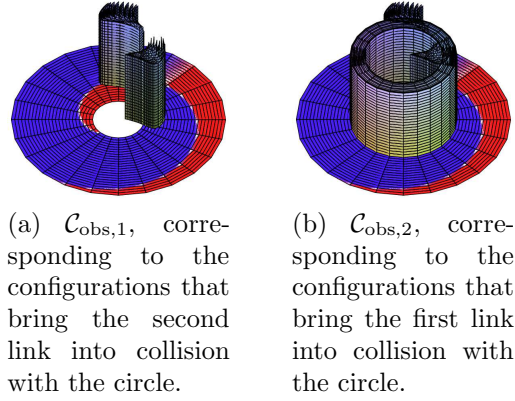 (a) $\mathcal{C}_{\text{obs},1}$, corre-
sponding to the
configurations that
bring the second
link into collision
with the circle.
(b) $\mathcal{C}_{\text{obs},2}$, corre-
sponding to the
configurations that
bring the first link
into collision with
the circle.